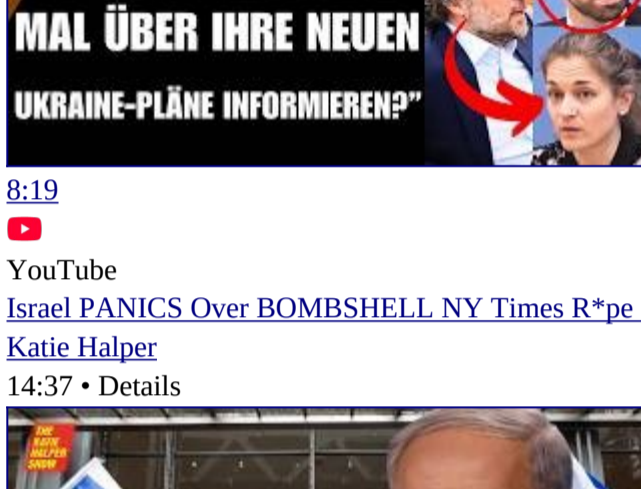 MAL ÜBER IHRE NEUEN
UKRAINE-PLÄNE INFORMIEREN?”
8:19
YouTube
Israel PANICS Over BOMBSHELL NY Times R*pe
Katie Halper
14:37 • Details
THE
KATIE
HALPER
SHOW